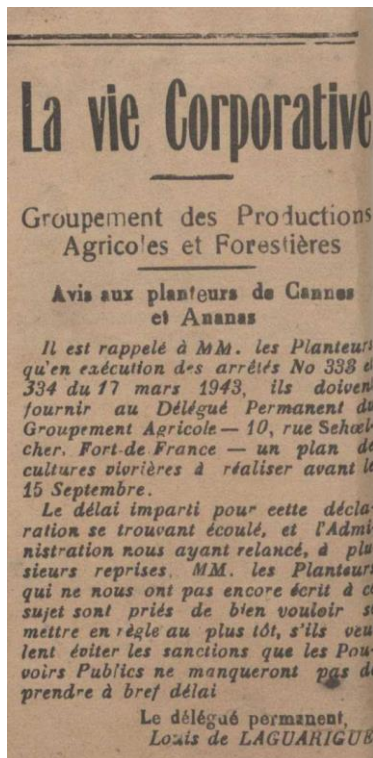 La vie Corporative
Groupement des Productions
Agricoles et Forestières
Avis aux planteurs de Cannes
et Ananas
Il est rappelé à MM. les Planteurs
qu'en exécution des arrêtés No 333 et
334 du 17 mars 1943, ils doivent
fournir au Délégué Permanent du
Groupement Agricole — 10, rue Schœl-
cher, Fort-de France — un plan de
cultures vivrières à réaliser avant le
15 Septembre.
Le délai imparti pour cette décla-
ration se trouvant écoulé, et l'Admi-
nistration nous ayant relancé, à plu-
sieurs reprises, MM. les Planteurs
qui ne nous ont pas encore écrit à ce
sujet sont priés de bien vouloir se
mettre en règle au plus tôt, s'ils veu-
lent éviter les sanctions que les Pou-
voirs Publics ne manqueront pas de
prendre à bref délai
Le délégué permanent,
Louis de LAGUARIGUE